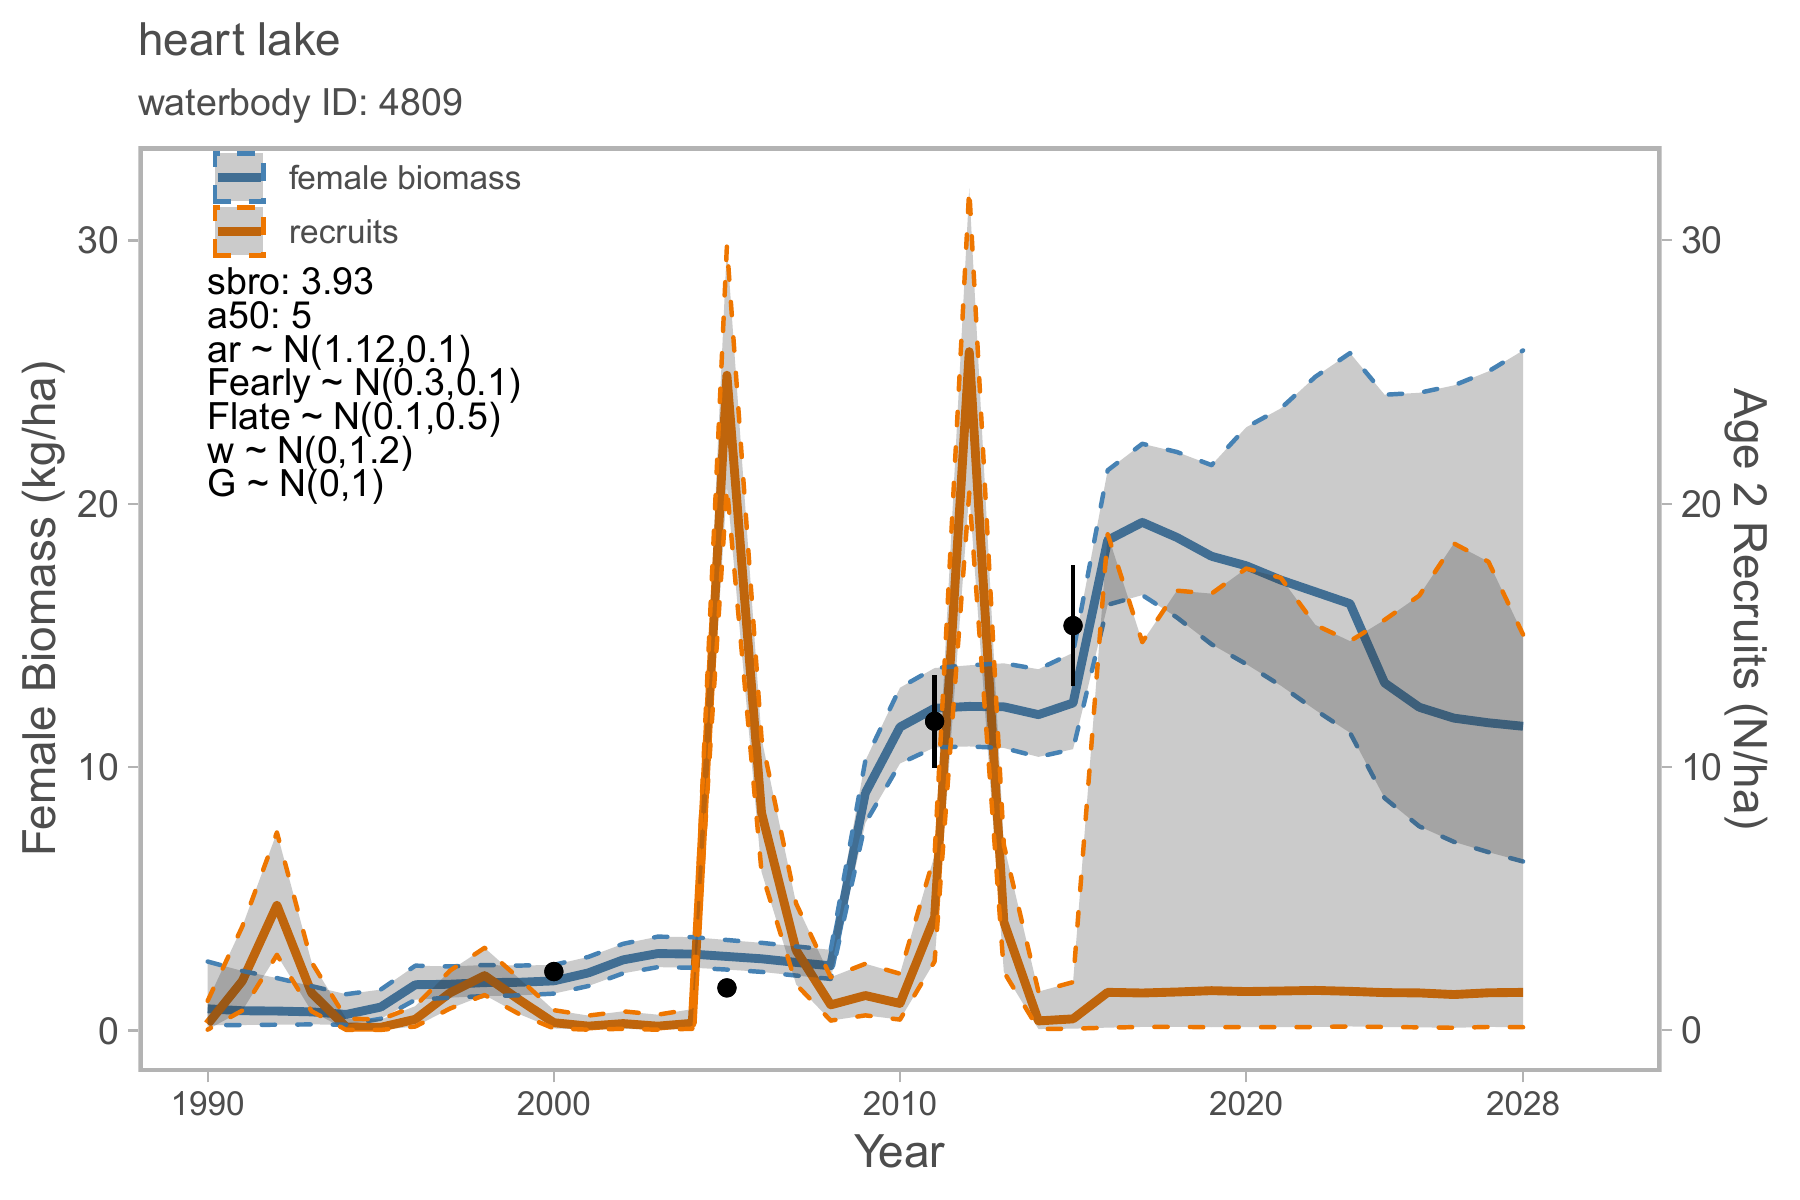 heart lake
waterbody ID: 4809
female biomass
recruits
sbro: 3.93
a50: 5
ar ~ N(1.12,0.1)
Fearly ~ N(0.3,0.1)
Flate ~ N(0.1,0.5)
w ~ N(0,1.2)
G ~ N(0,1)
Female Biomass (kg/ha)
30
20
10
0
30
20
10
0
Age 2 Recruits (N/ha)
1990
2000
2010
2020
2028
Year